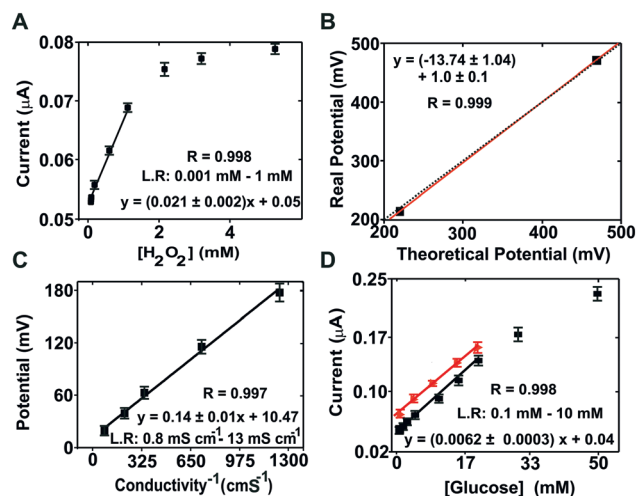 A
0.08
0.07
0.06
0.05
Current (µA)
R = 0.998
L.R: 0.001 mM - 1 mM
y = (0.021 ± 0.002)x + 0.05
0
2
4
6
[H2O2] (mM)
B
500
400
300
200
Real Potential (mV)
y = (-13.74 ± 1.04)
+ 1.0 ± 0.1
R = 0.999
200
300
400
500
Theoretical Potential (mV)
C
180
120
60
0
Potential (mV)
R = 0.997
y = 0.14 ± 0.01x + 10.47
L.R: 0.8 mS cm-1 - 13 mS cm-1
0
325
650
975
1300
Conductivity-1 (cmS-1)
D
0.25
0.17
0.10
0.02
Current (µA)
R = 0.998
L.R: 0.1 mM - 10 mM
y = (0.0062 ± 0.0003) x + 0.04
0
17
33
50
[Glucose] (mM)